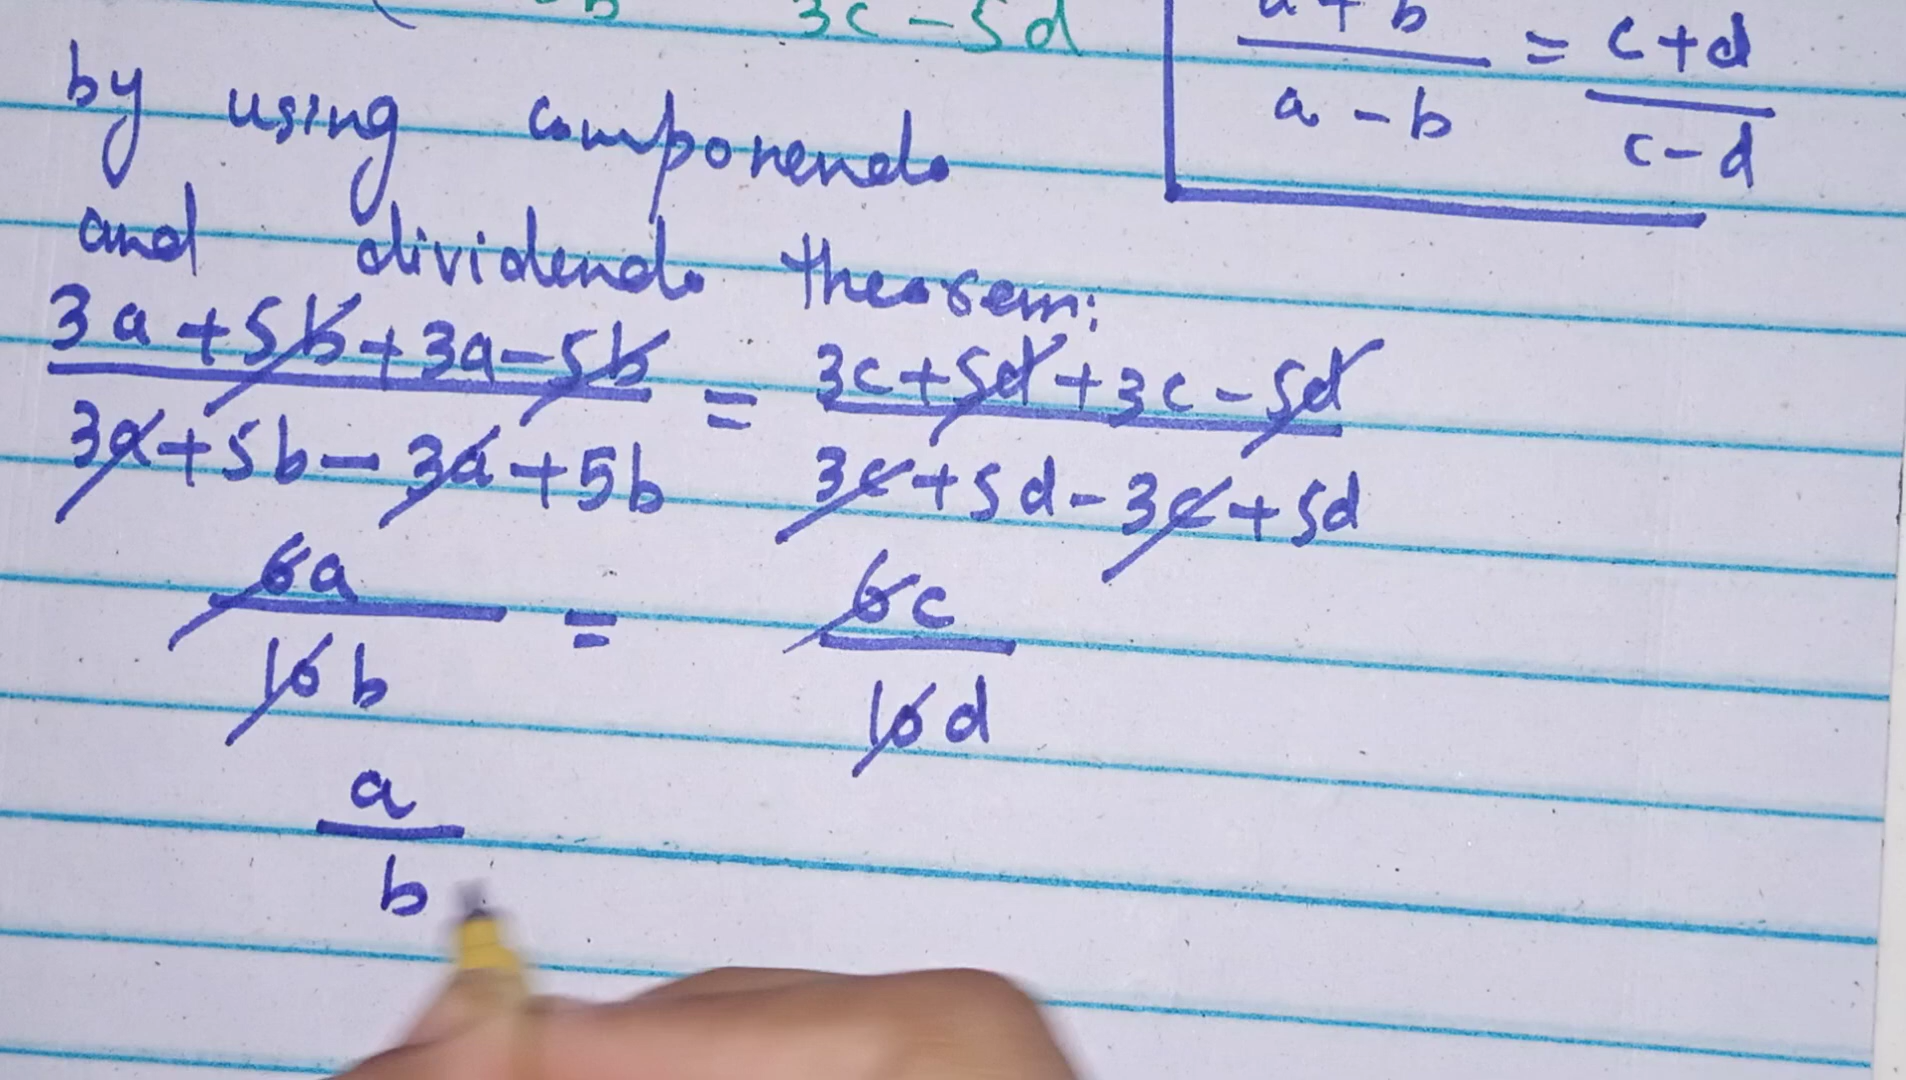 b 3c - 5d
a + b / a - b = c + d / c - d
by using componendo
and dividendo theorem:
3a + 5b + 3a - 5b / 3a + 5b - 3a + 5b = 3c + 5d + 3c - 5d / 3c + 5d - 3c + 5d
6a / 10b = 6c / 10d
a / b